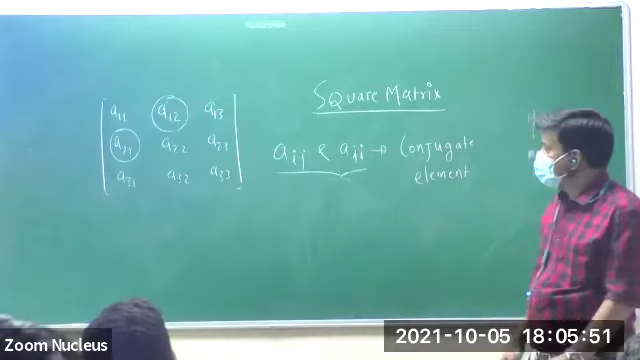 Square Matrix
a11 a12 a13
a21 a22 a23
a31 a32 a33
aij & aji → Conjugate
element
Zoom Nucleus
2021-10-05 18:05:51